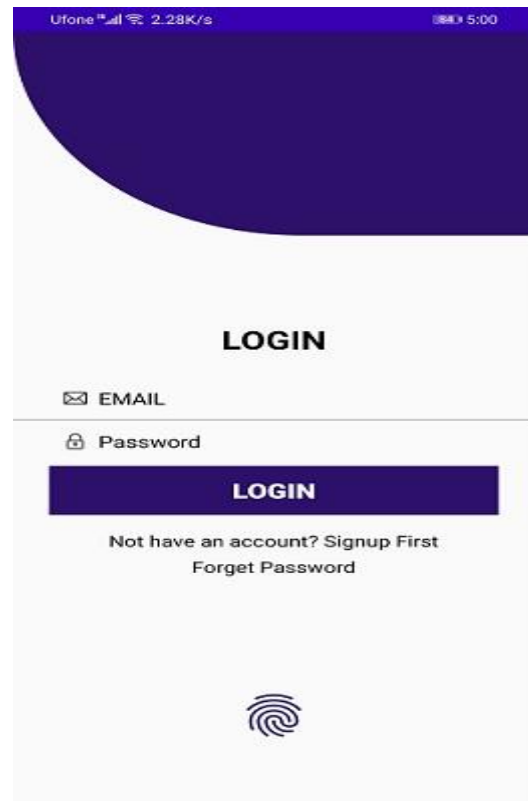 Ufone 2.28K/s 5:00
LOGIN
EMAIL
Password
LOGIN
Not have an account? Signup First
Forget Password